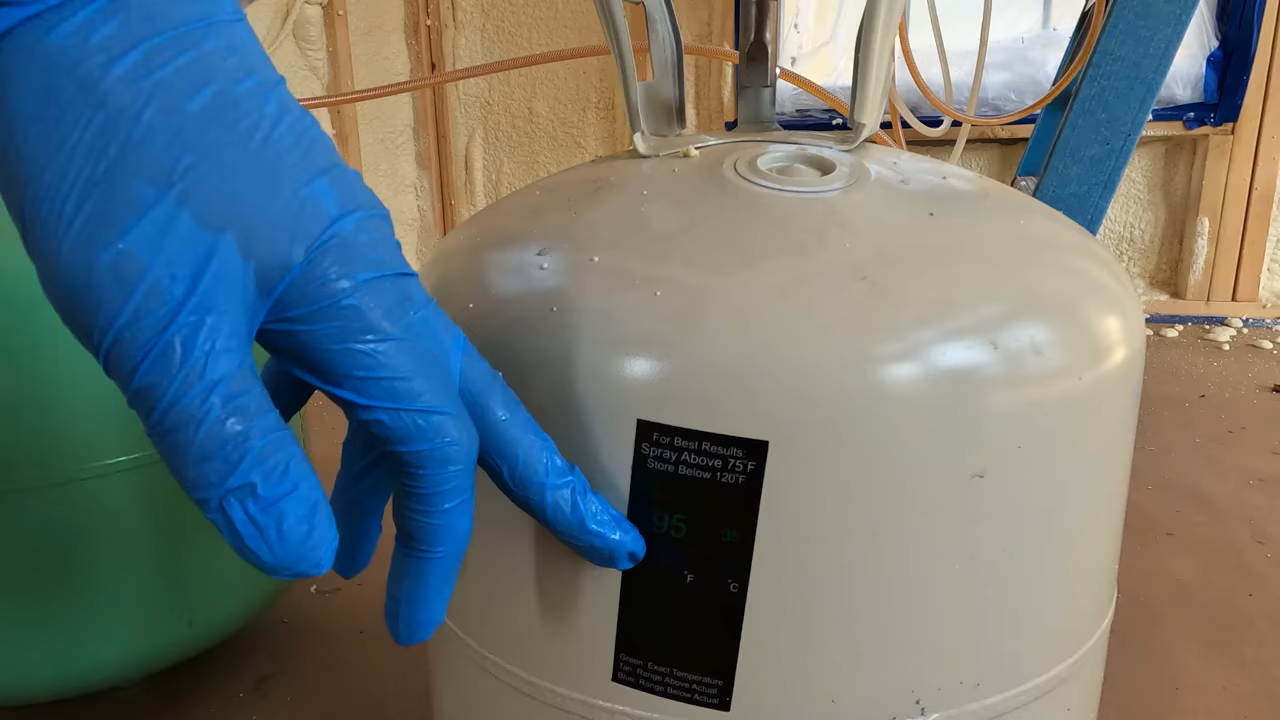 For Best Results:
Spray Above 75°F
Store Below 120°F
95 35
°F °C
Green: Exact Temperature
Tan: Range Above Actual
Blue: Range Below Actual